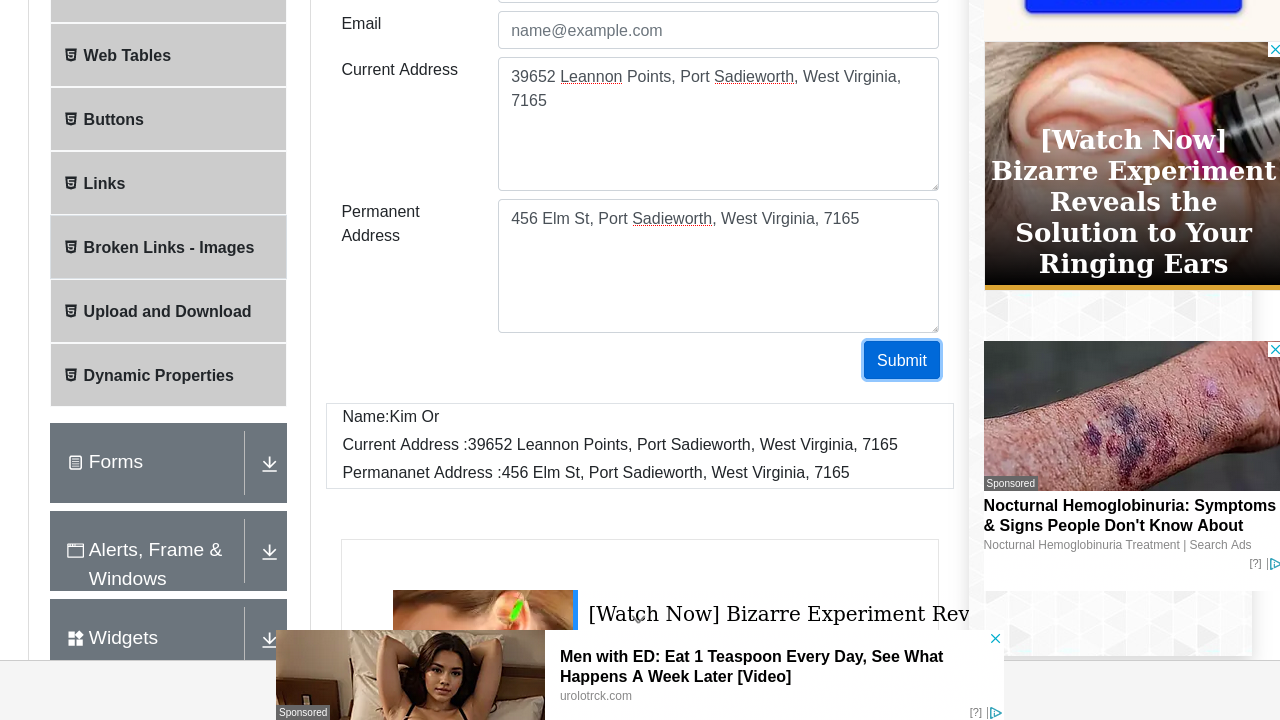 Email
name@example.com
Web Tables
Current Address
39652 Leannon Points, Port Sadieworth, West Virginia,
7165
Buttons
Links
Permanent
Address
456 Elm St, Port Sadieworth, West Virginia, 7165
Broken Links - Images
Upload and Download
Dynamic Properties
Submit
Name:Kim Or
Current Address :39652 Leannon Points, Port Sadieworth, West Virginia, 7165
Permananet Address :456 Elm St, Port Sadieworth, West Virginia, 7165
Forms
Alerts, Frame &
Windows
Widgets
[Watch Now] Bizarre Experiment Rev
[Watch Now]
Bizarre Experiment
Reveals the
Solution to Your
Ringing Ears
Sponsored
Nocturnal Hemoglobinuria: Symptoms
& Signs People Don't Know About
Nocturnal Hemoglobinuria Treatment | Search Ads
[?]
Men with ED: Eat 1 Teaspoon Every Day, See What
Happens A Week Later [Video]
urolotrck.com
Sponsored
[?]